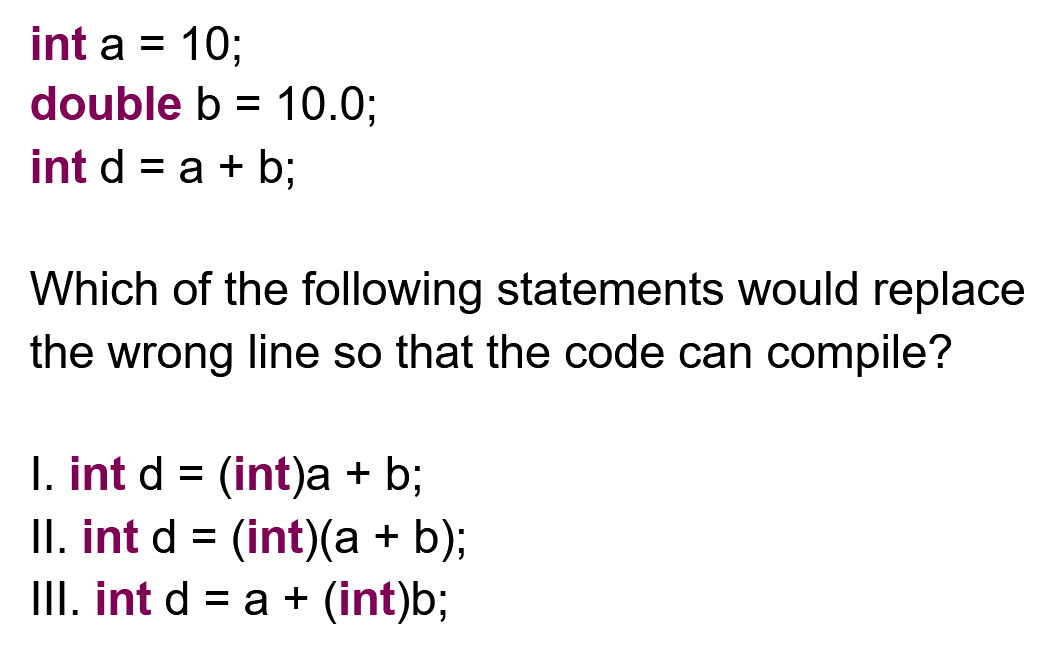 int a = 10;
double b = 10.0;
int d = a + b;
Which of the following statements would replace
the wrong line so that the code can compile?
I. int d = (int)a + b;
II. int d = (int)(a + b);
III. int d = a + (int)b;